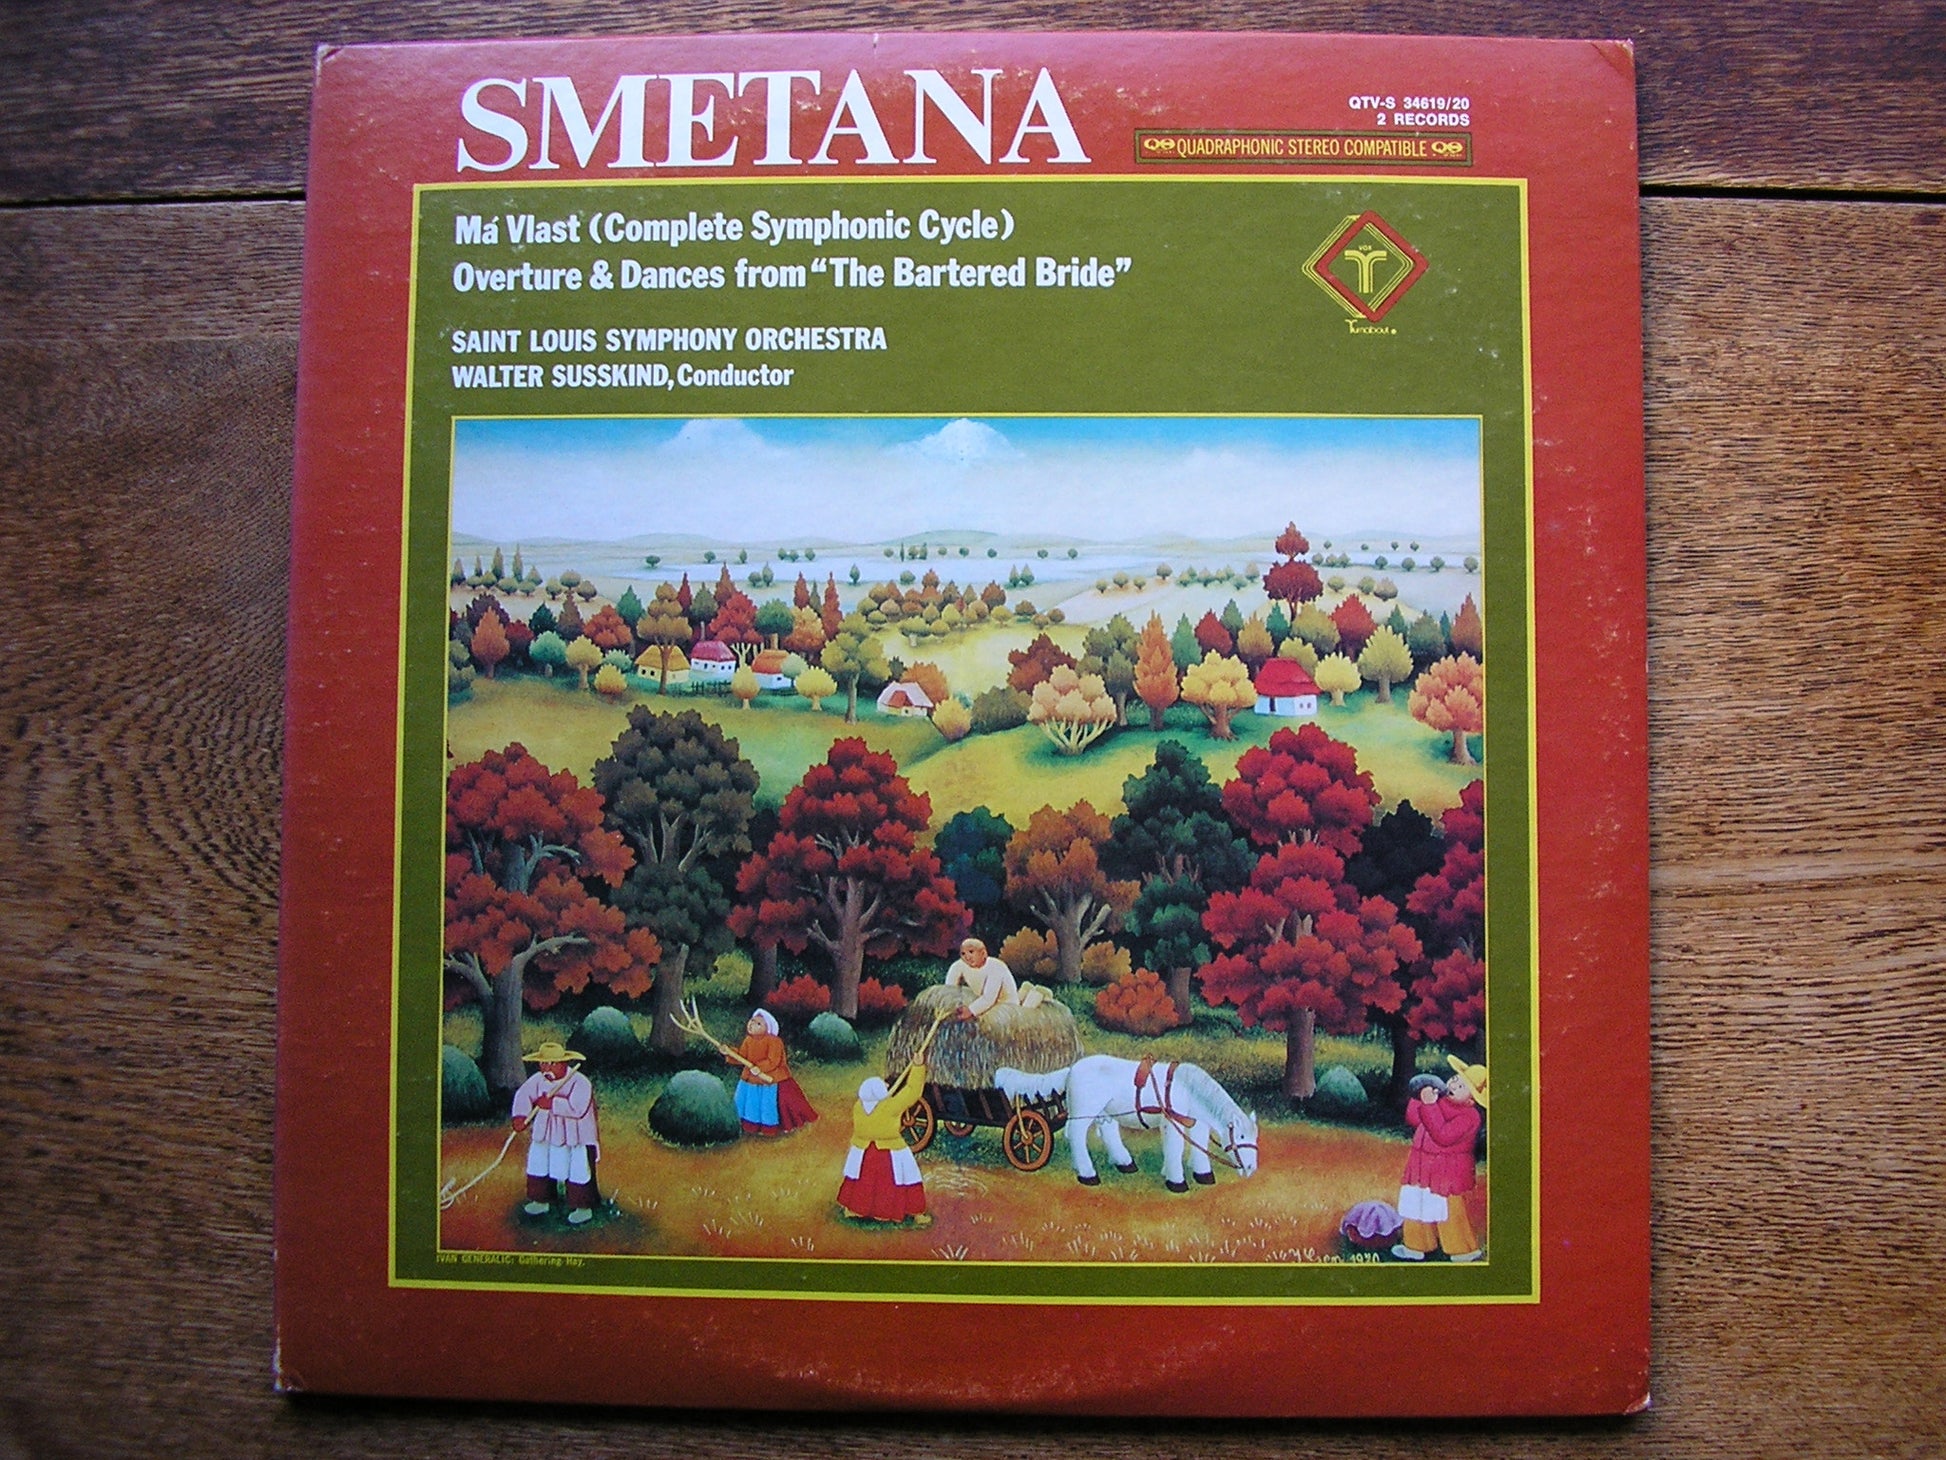 SMETANA
QTV-S 34619/20
2 RECORDS
QUADRAPHONIC STEREO COMPATIBLE
Má Vlast (Complete Symphonic Cycle)
Overture & Dances from “The Bartered Bride”
VOX
Turnabout
SAINT LOUIS SYMPHONY ORCHESTRA
WALTER SUSSKIND, Conductor
IVAN GENERALIC: Gathering Hay.
1970